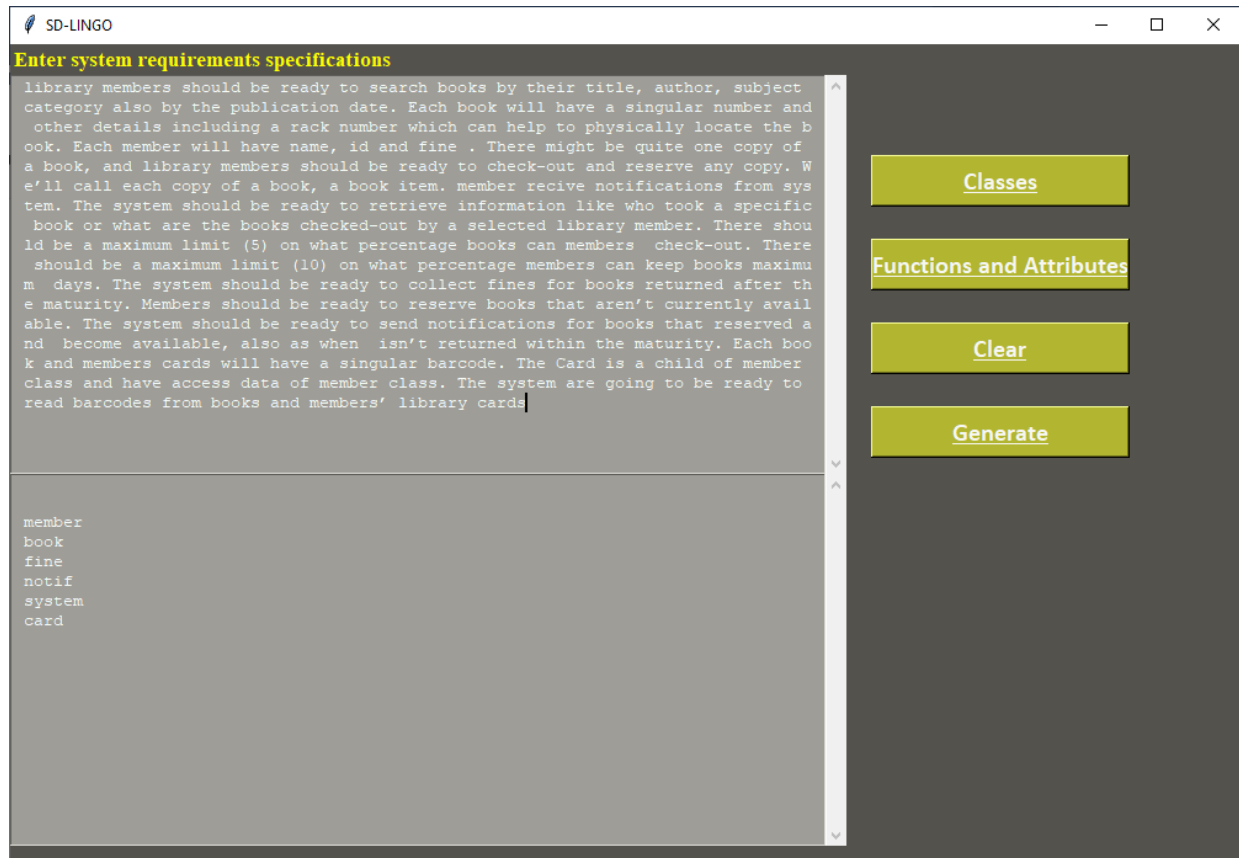 SD-LINGO
Enter system requirements specifications
library members should be ready to search books by their title, author, subject
category also by the publication date. Each book will have a singular number and
other details including a rack number which can help to physically locate the b
ook. Each member will have name, id and fine . There might be quite one copy of
a book, and library members should be ready to check-out and reserve any copy. W
e’ll call each copy of a book, a book item. member recive notifications from sys
tem. The system should be ready to retrieve information like who took a specific
book or what are the books checked-out by a selected library member. There shou
ld be a maximum limit (5) on what percentage books can members  check-out. There
should be a maximum limit (10) on what percentage members can keep books maximu
m  days. The system should be ready to collect fines for books returned after th
e maturity. Members should be ready to reserve books that aren’t currently avail
able. The system should be ready to send notifications for books that reserved a
nd  become available, also as when  isn’t returned within the maturity. Each boo
k and members cards will have a singular barcode. The Card is a child of member
class and have access data of member class. The system are going to be ready to
read barcodes from books and members’ library cards
member
book
fine
notif
system
card
Classes
Functions and Attributes
Clear
Generate